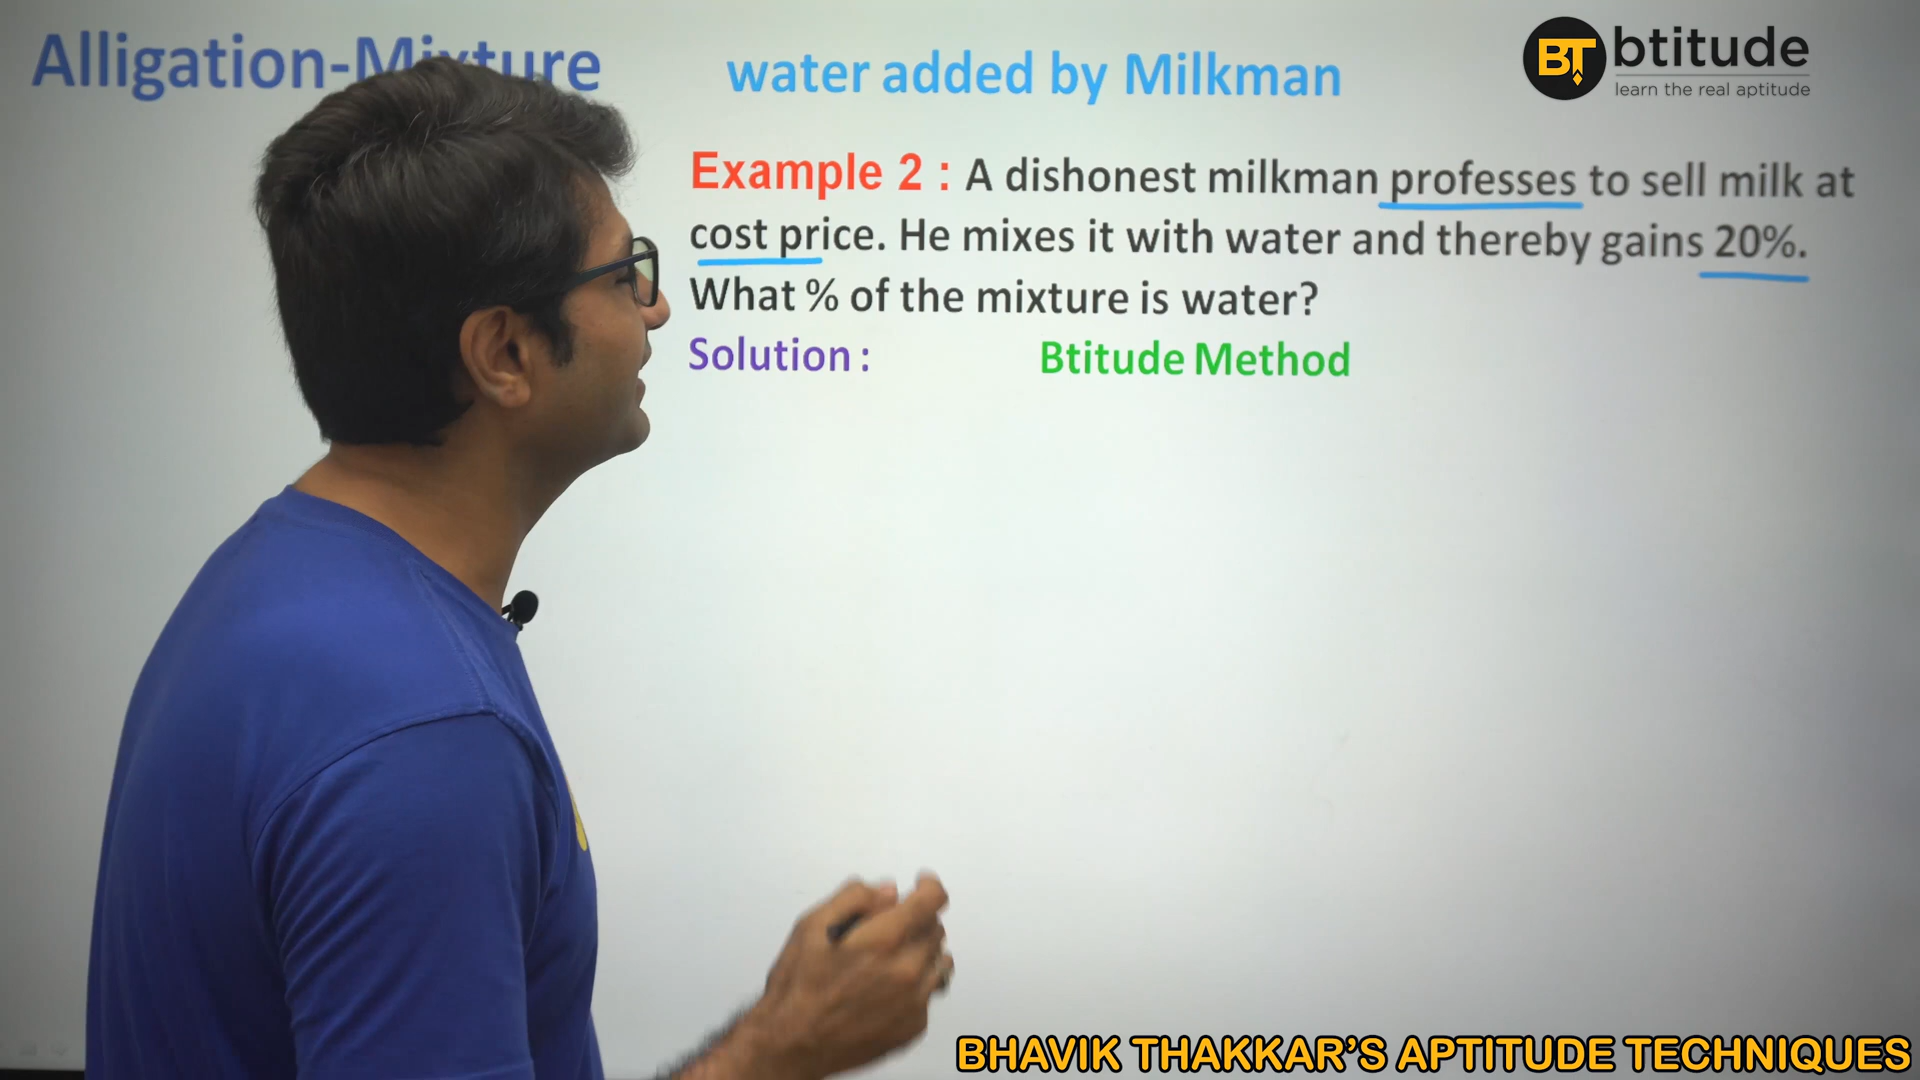 Alligation-Mixture
water added by Milkman
BT btitude
learn the real aptitude
Example 2 : A dishonest milkman professes to sell milk at
cost price. He mixes it with water and thereby gains 20%.
What % of the mixture is water?
Solution :
Btitude Method
BHAVIK THAKKAR'S APTITUDE TECHNIQUES